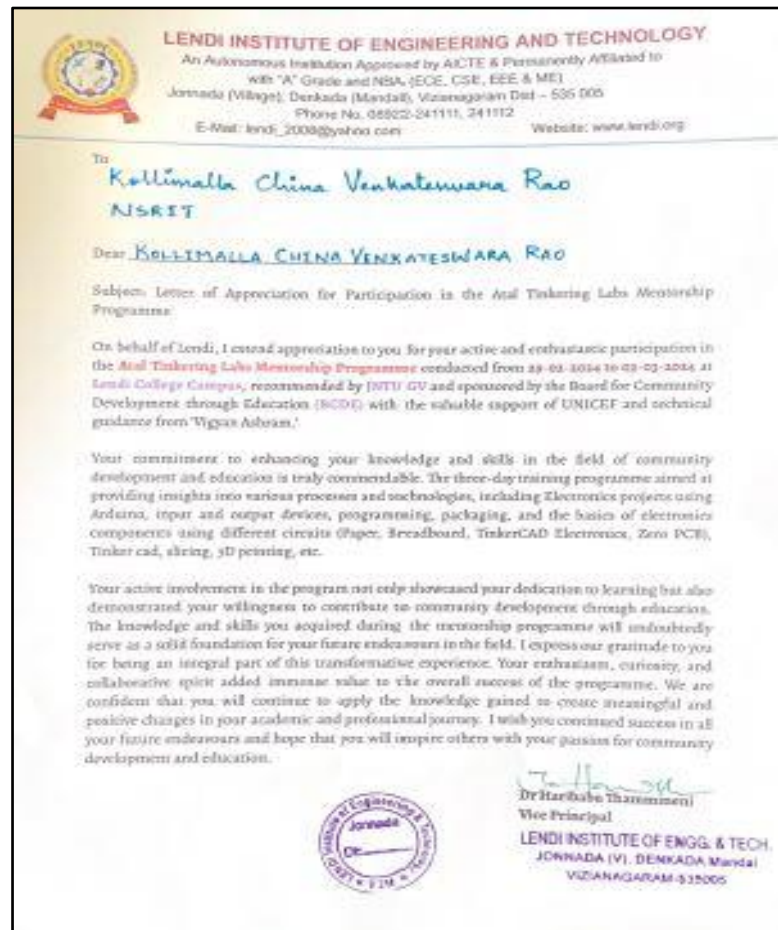 LENDI INSTITUTE OF ENGINEERING AND TECHNOLOGY
An Autonomous Institution Approved by AICTE & Permanently Affiliated to
with "A" Grade and NBA, (ECE, CSE, EEE & ME)
Jonnada (Village), Denkada (Mandal), Vizianagaram Dist – 535 005
Phone No. 08922-241111, 241112
E-Mail: lendi_2008@yahoo.com Website: www.lendi.org
To
Kollimalla China Venkateswara Rao
NSRIT
Dear KOLLIMALLA CHINA VENKATESWARA RAO
Subject: Letter of Appreciation for Participation in the Atal Tinkering Labs Mentorship
Programme
On behalf of Lendi, I extend appreciation to you for your active and enthusiastic participation in
the Atal Tinkering Labs Mentorship Programme conducted from 29-02-2024 to 02-03-2024 at
Lendi College Campus, recommended by JNTU GV and sponsored by the Board for Community
Development through Education (BCDE) with the valuable support of UNICEF and technical
guidance from 'Vigyan Ashram.'
Your commitment to enhancing your knowledge and skills in the field of community
development and education is truly commendable. The three-day training programme aimed at
providing insights into various processes and technologies, including Electronics projects using
Arduino, input and output devices, programming, packaging, and the basics of electronics
components using different circuits (Paper, Breadboard, TinkerCAD Electronics, Zero PCB),
Tinker cad, slicing, 3D printing, etc.
Your active involvement in the program not only showcased your dedication to learning but also
demonstrated your willingness to contribute to community development through education.
The knowledge and skills you acquired during the mentorship programme will undoubtedly
serve as a solid foundation for your future endeavours in the field. I express our gratitude to you
for being an integral part of this transformative experience. Your enthusiasm, curiosity, and
collaborative spirit added immense value to the overall success of the programme. We are
confident that you will continue to apply the knowledge gained to create meaningful and
positive changes in your academic and professional journey. I wish you continued success in all
your future endeavours and hope that you will inspire others with your passion for community
development and education.
Dr Haribabu Thammineni
Vice Principal
LENDI INSTITUTE OF ENGG. & TECH.
JONNADA (V), DENKADA Mandal
VIZIANAGARAM-535005
Lendi Institute of Engineering & Technology
Jonnada